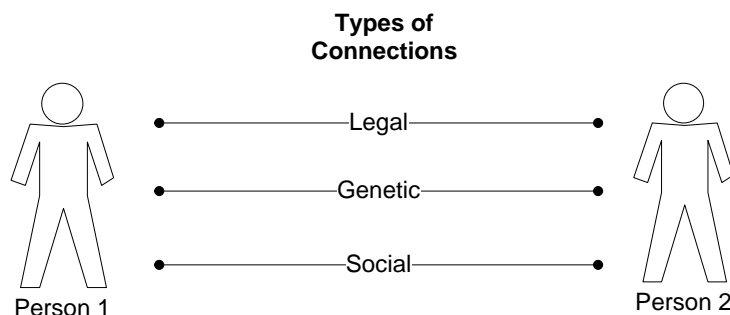 Types of
Connections
Legal
Genetic
Social
Person 1
Person 2